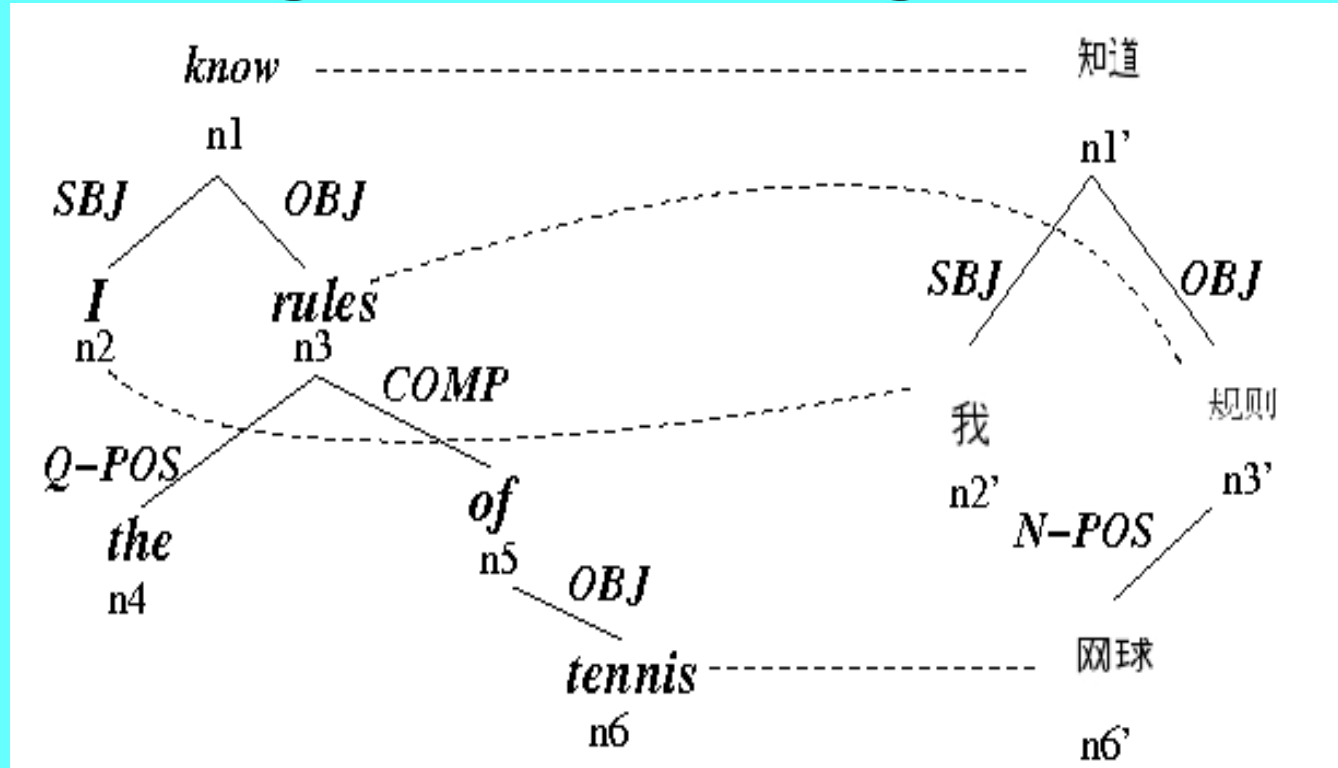 know 知道
n1 n1’
SBJ OBJ
SBJ OBJ
I rules
n2 n3
COMP
我 规则
Q-POS
n2’ n3’
of
the N-POS
n5
n4 OBJ
tennis 网球
n6 n6’